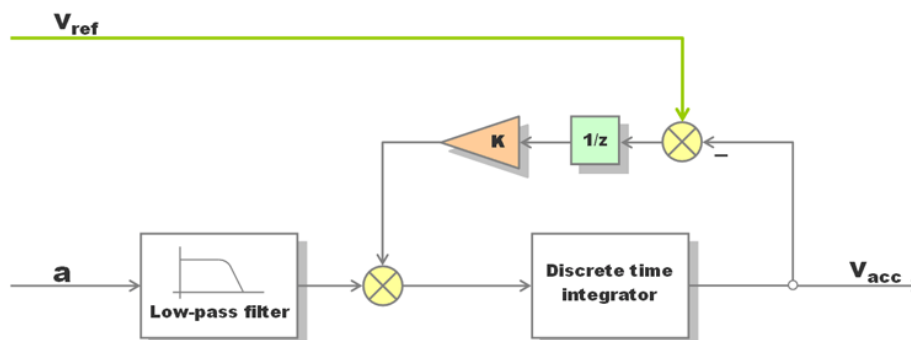 Vref
K
1/z
–
a
Low-pass filter
Discrete time
integrator
Vacc